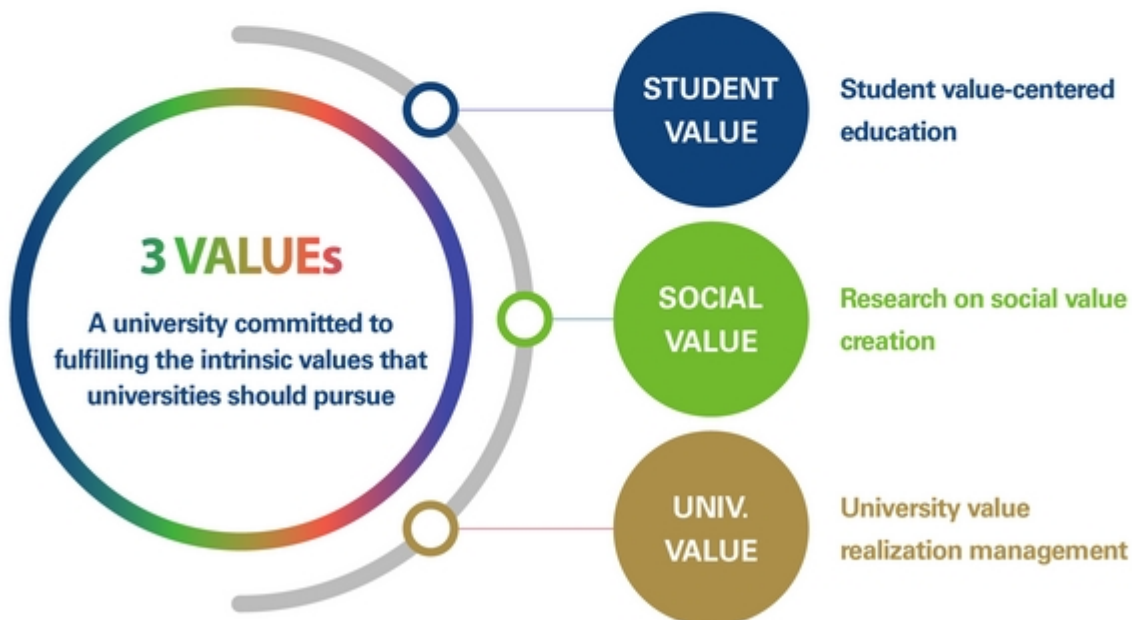 3 VALUEs
A university committed to
fulfilling the intrinsic values that
universities should pursue
STUDENT
VALUE
Student value-centered
education
SOCIAL
VALUE
Research on social value
creation
UNIV.
VALUE
University value
realization management